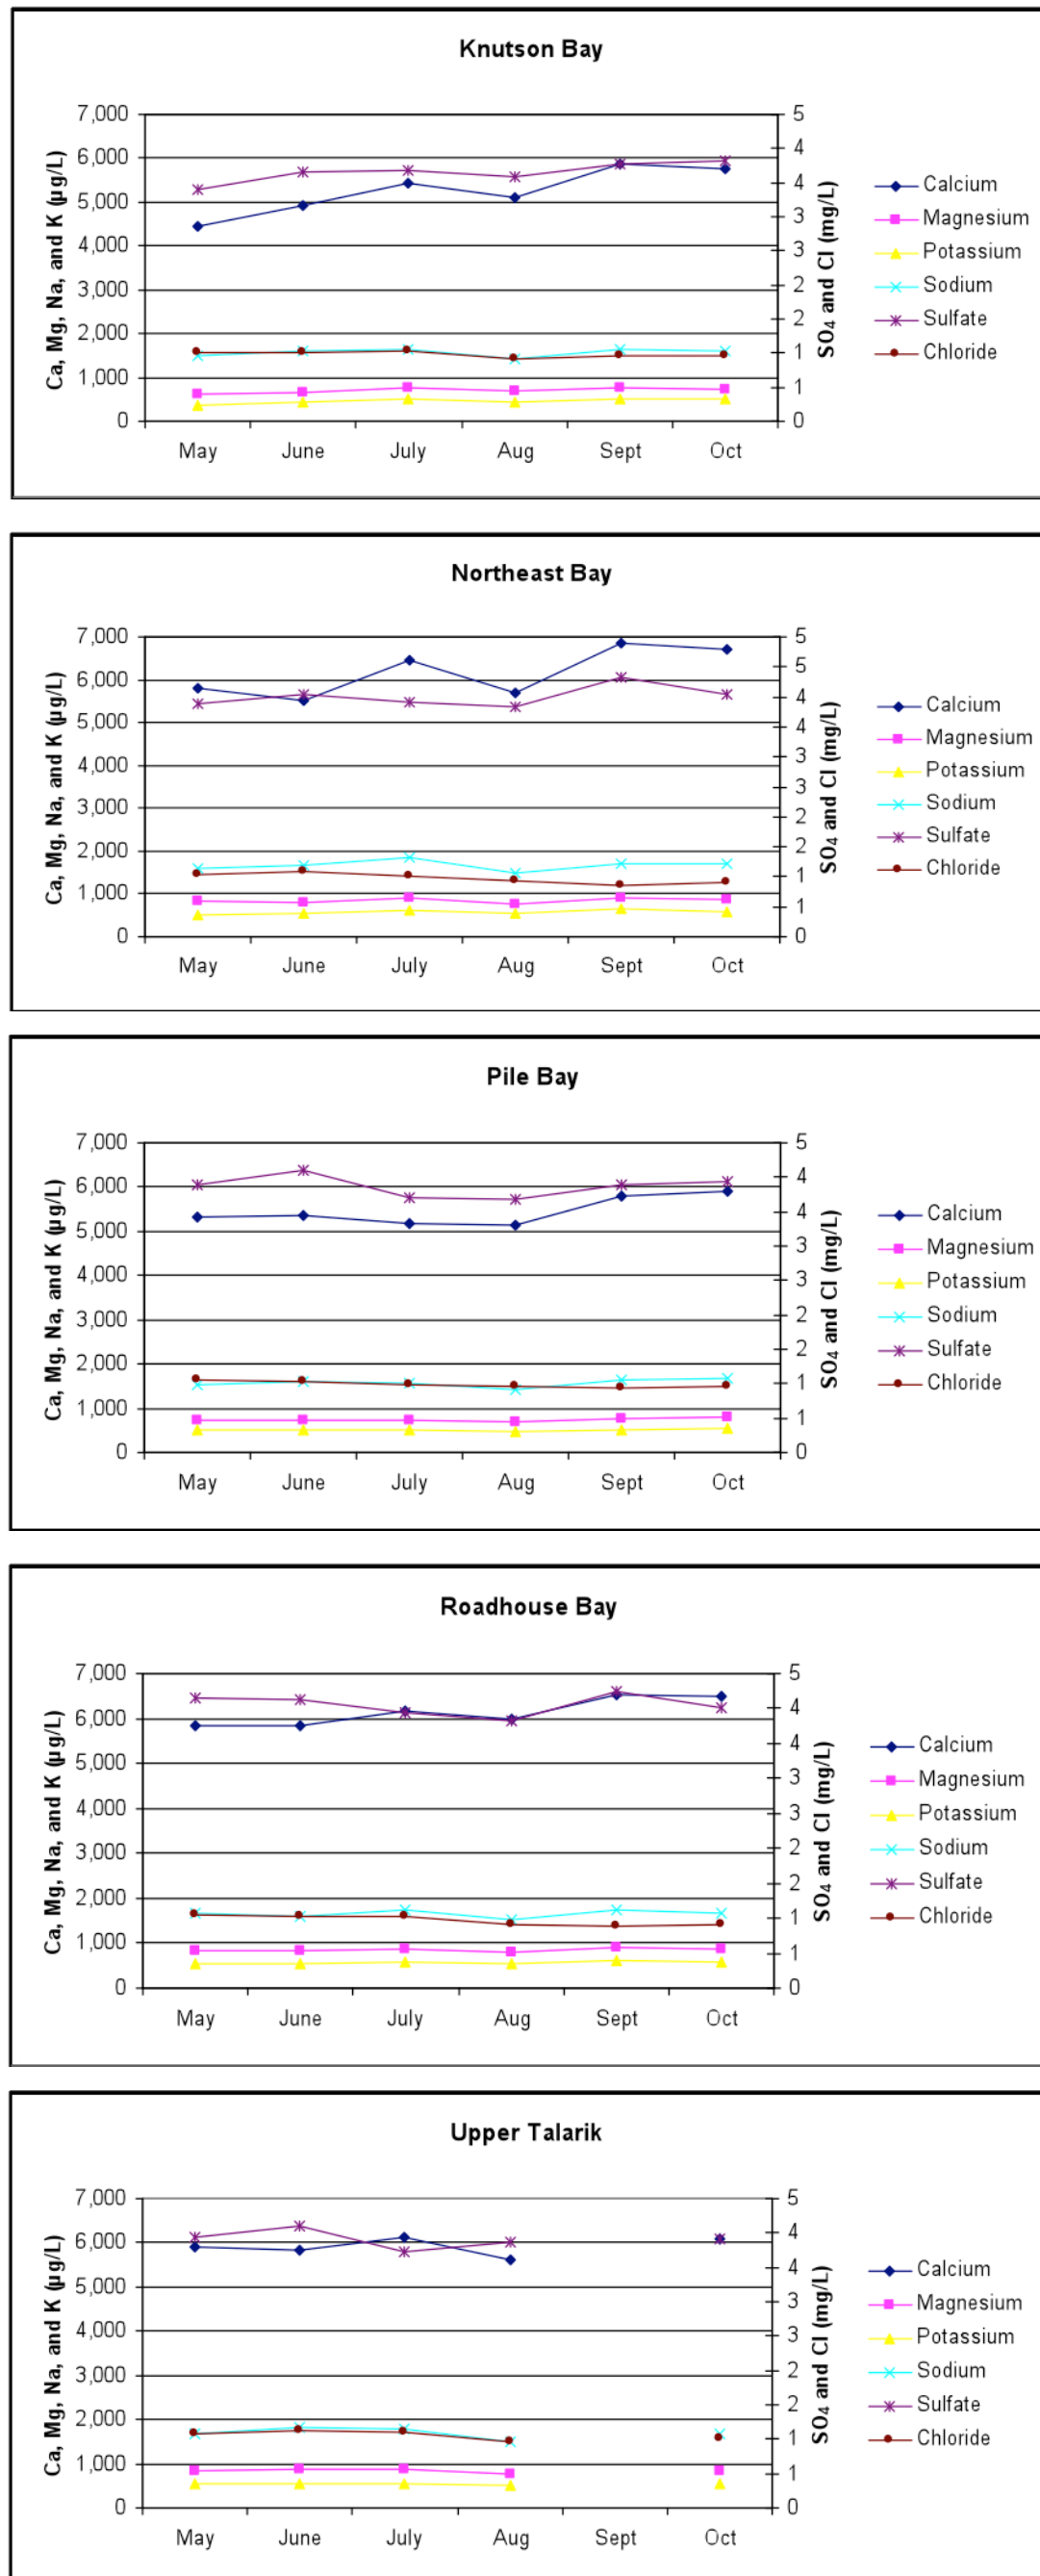 Knutson Bay
Ca, Mg, Na, and K (µg/L)
7,000
6,000
5,000
4,000
3,000
2,000
1,000
0
May June July Aug Sept Oct
5
4
4
3
3
2
2
1
1
0
SO4 and Cl (mg/L)
Calcium
Magnesium
Potassium
Sodium
Sulfate
Chloride
Northeast Bay
Ca, Mg, Na, and K (µg/L)
7,000
6,000
5,000
4,000
3,000
2,000
1,000
0
May June July Aug Sept Oct
5
5
4
4
3
3
2
2
1
1
0
SO4 and Cl (mg/L)
Calcium
Magnesium
Potassium
Sodium
Sulfate
Chloride
Pile Bay
Ca, Mg, Na, and K (µg/L)
7,000
6,000
5,000
4,000
3,000
2,000
1,000
0
May June July Aug Sept Oct
5
4
4
3
3
2
2
1
1
0
SO4 and Cl (mg/L)
Calcium
Magnesium
Potassium
Sodium
Sulfate
Chloride
Roadhouse Bay
Ca, Mg, Na, and K (µg/L)
7,000
6,000
5,000
4,000
3,000
2,000
1,000
0
May June July Aug Sept Oct
5
4
4
3
3
2
2
1
1
0
SO4 and Cl (mg/L)
Calcium
Magnesium
Potassium
Sodium
Sulfate
Chloride
Upper Talarik
Ca, Mg, Na, and K (µg/L)
7,000
6,000
5,000
4,000
3,000
2,000
1,000
0
May June July Aug Sept Oct
5
4
4
3
3
2
2
1
1
0
SO4 and Cl (mg/L)
Calcium
Magnesium
Potassium
Sodium
Sulfate
Chloride